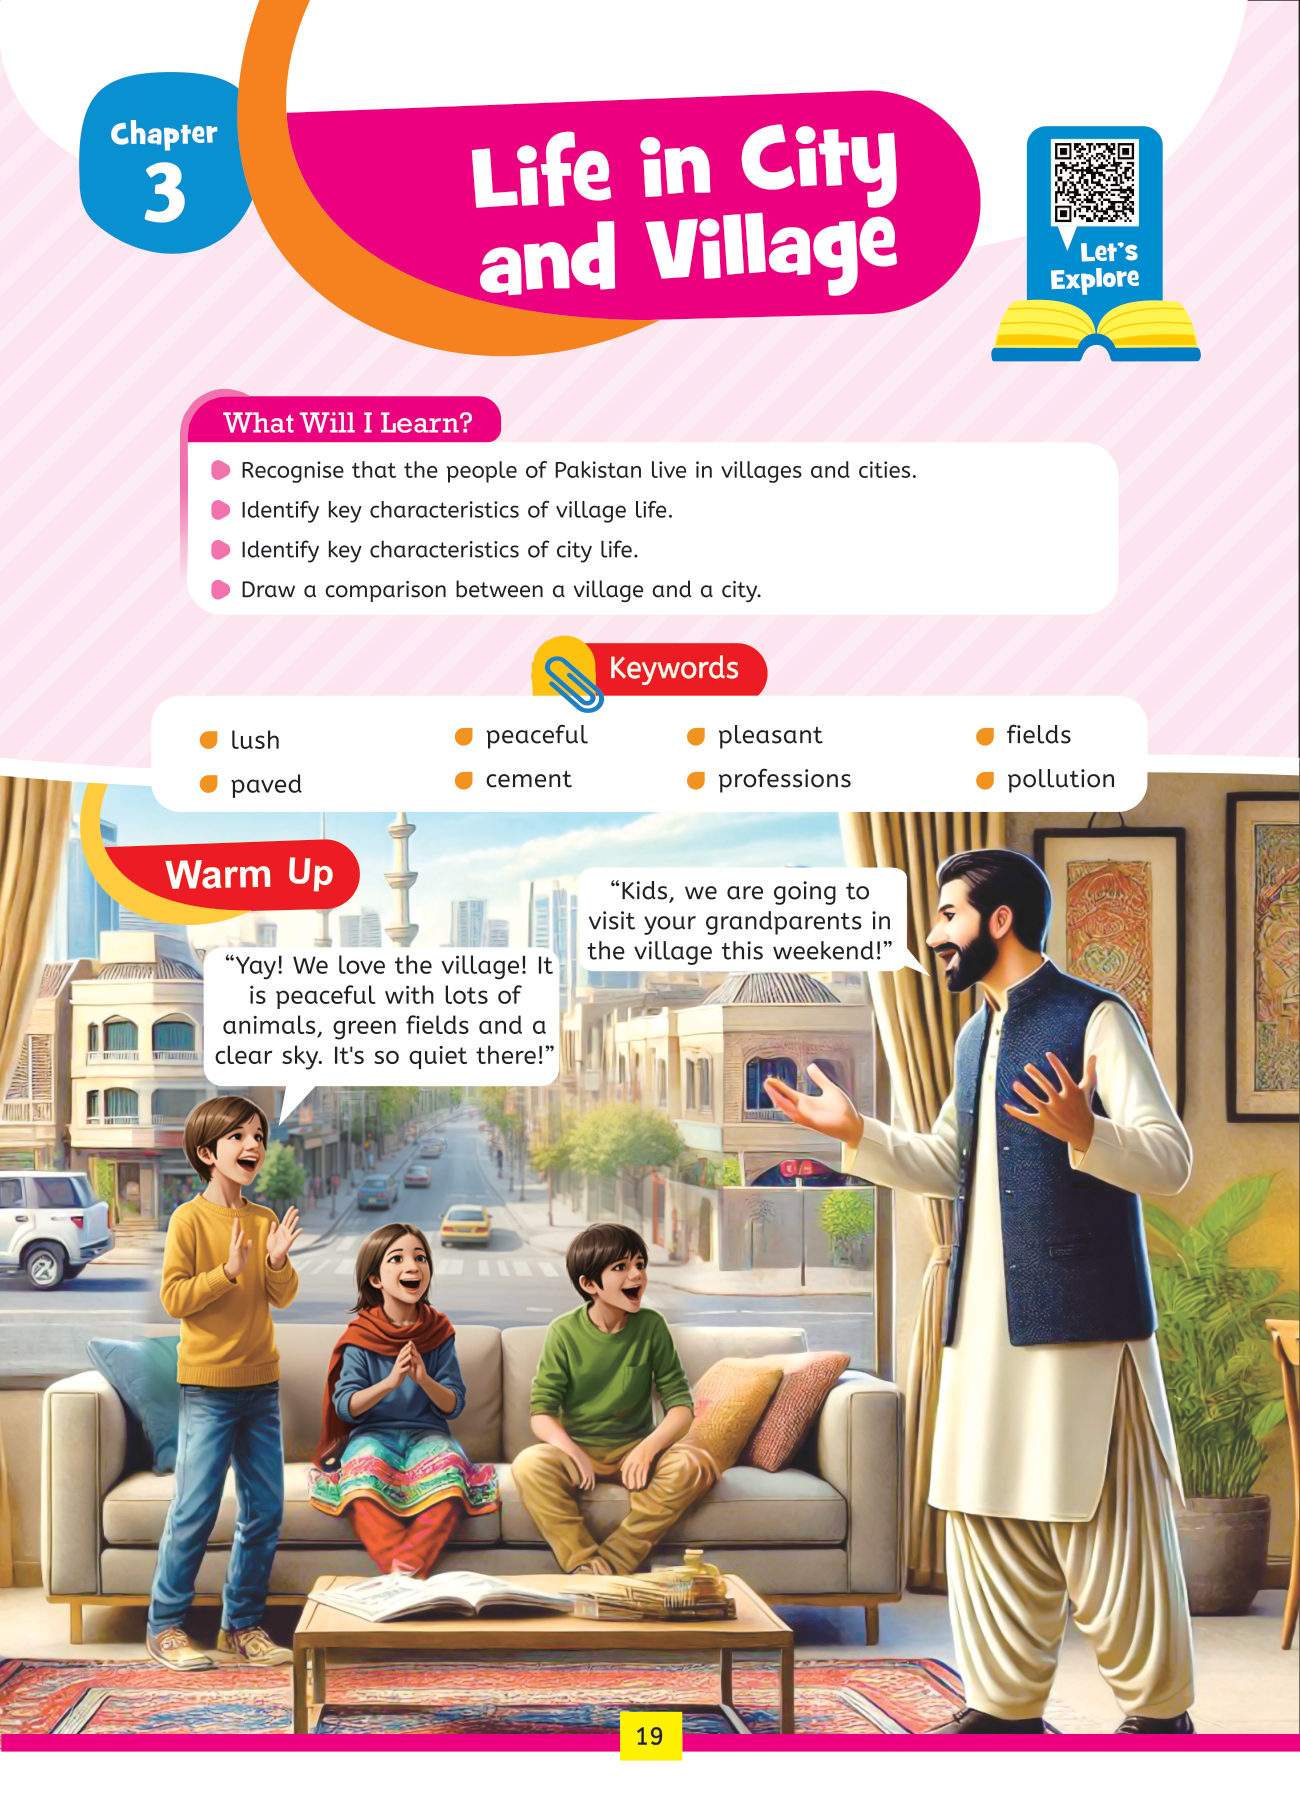 Chapter
3
Life in City
and Village
Let's
Explore
What Will I Learn?
Recognise that the people of Pakistan live in villages and cities.
Identify key characteristics of village life.
Identify key characteristics of city life.
Draw a comparison between a village and a city.
Keywords
lush
peaceful
pleasant
fields
paved
cement
professions
pollution
Warm Up
“Kids, we are going to
visit your grandparents in
the village this weekend!”
“Yay! We love the village! It
is peaceful with lots of
animals, green fields and a
clear sky. It's so quiet there!”
19